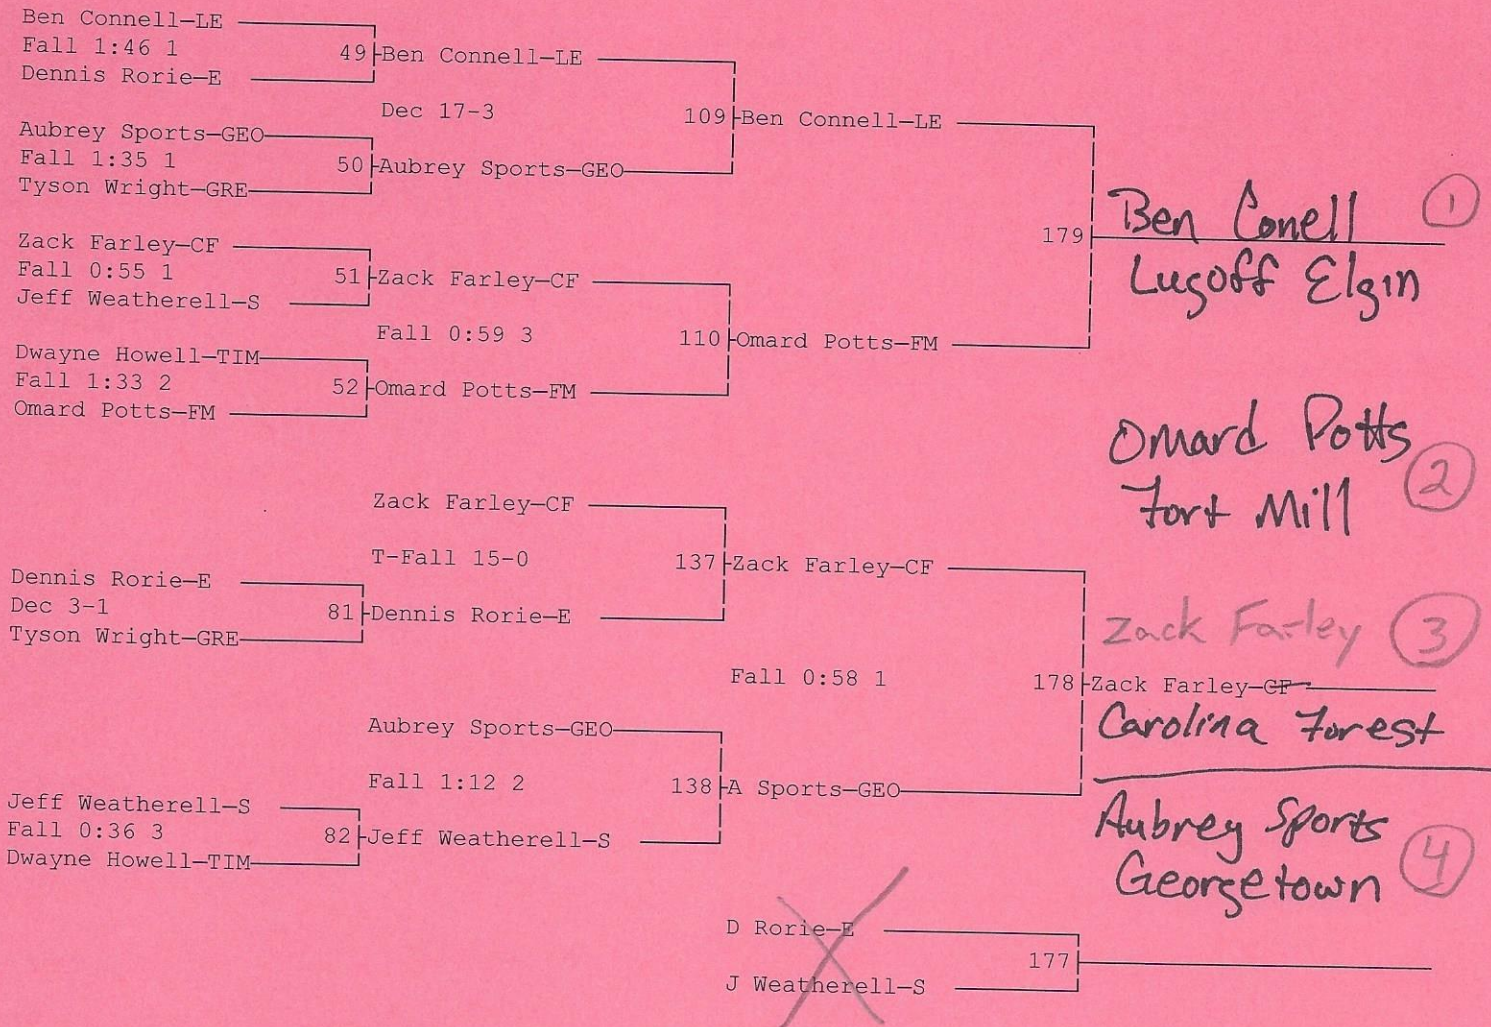 Ben Connell—LE
Fall 1:46 1
49 Ben Connell—LE
Dennis Rorie—E
Dec 17-3
109 Ben Connell—LE
Aubrey Sports—GEO
Fall 1:35 1
50 Aubrey Sports—GEO
Tyson Wright—GRE
179
Ben Conell 1
Lugoff Elgin
Zack Farley—CF
Fall 0:55 1
51 Zack Farley—CF
Jeff Weatherell—S
Fall 0:59 3
110 Omard Potts—FM
Dwayne Howell—TIM
Fall 1:33 2
52 Omard Potts—FM
Omard Potts—FM
Omard Potts
Fort Mill 2
Zack Farley—CF
T-Fall 15-0
137 Zack Farley—CF
Dennis Rorie—E
Dec 3-1
81 Dennis Rorie—E
Tyson Wright—GRE
Zack Farley 3
Fall 0:58 1
178 Zack Farley—CF
Carolina Forest
Aubrey Sports—GEO
Fall 1:12 2
138 A Sports—GEO
Jeff Weatherell—S
Fall 0:36 3
82 Jeff Weatherell—S
Dwayne Howell—TIM
Aubrey Sports
Georgetown 4
D Rorie—E
177
J Weatherell—S